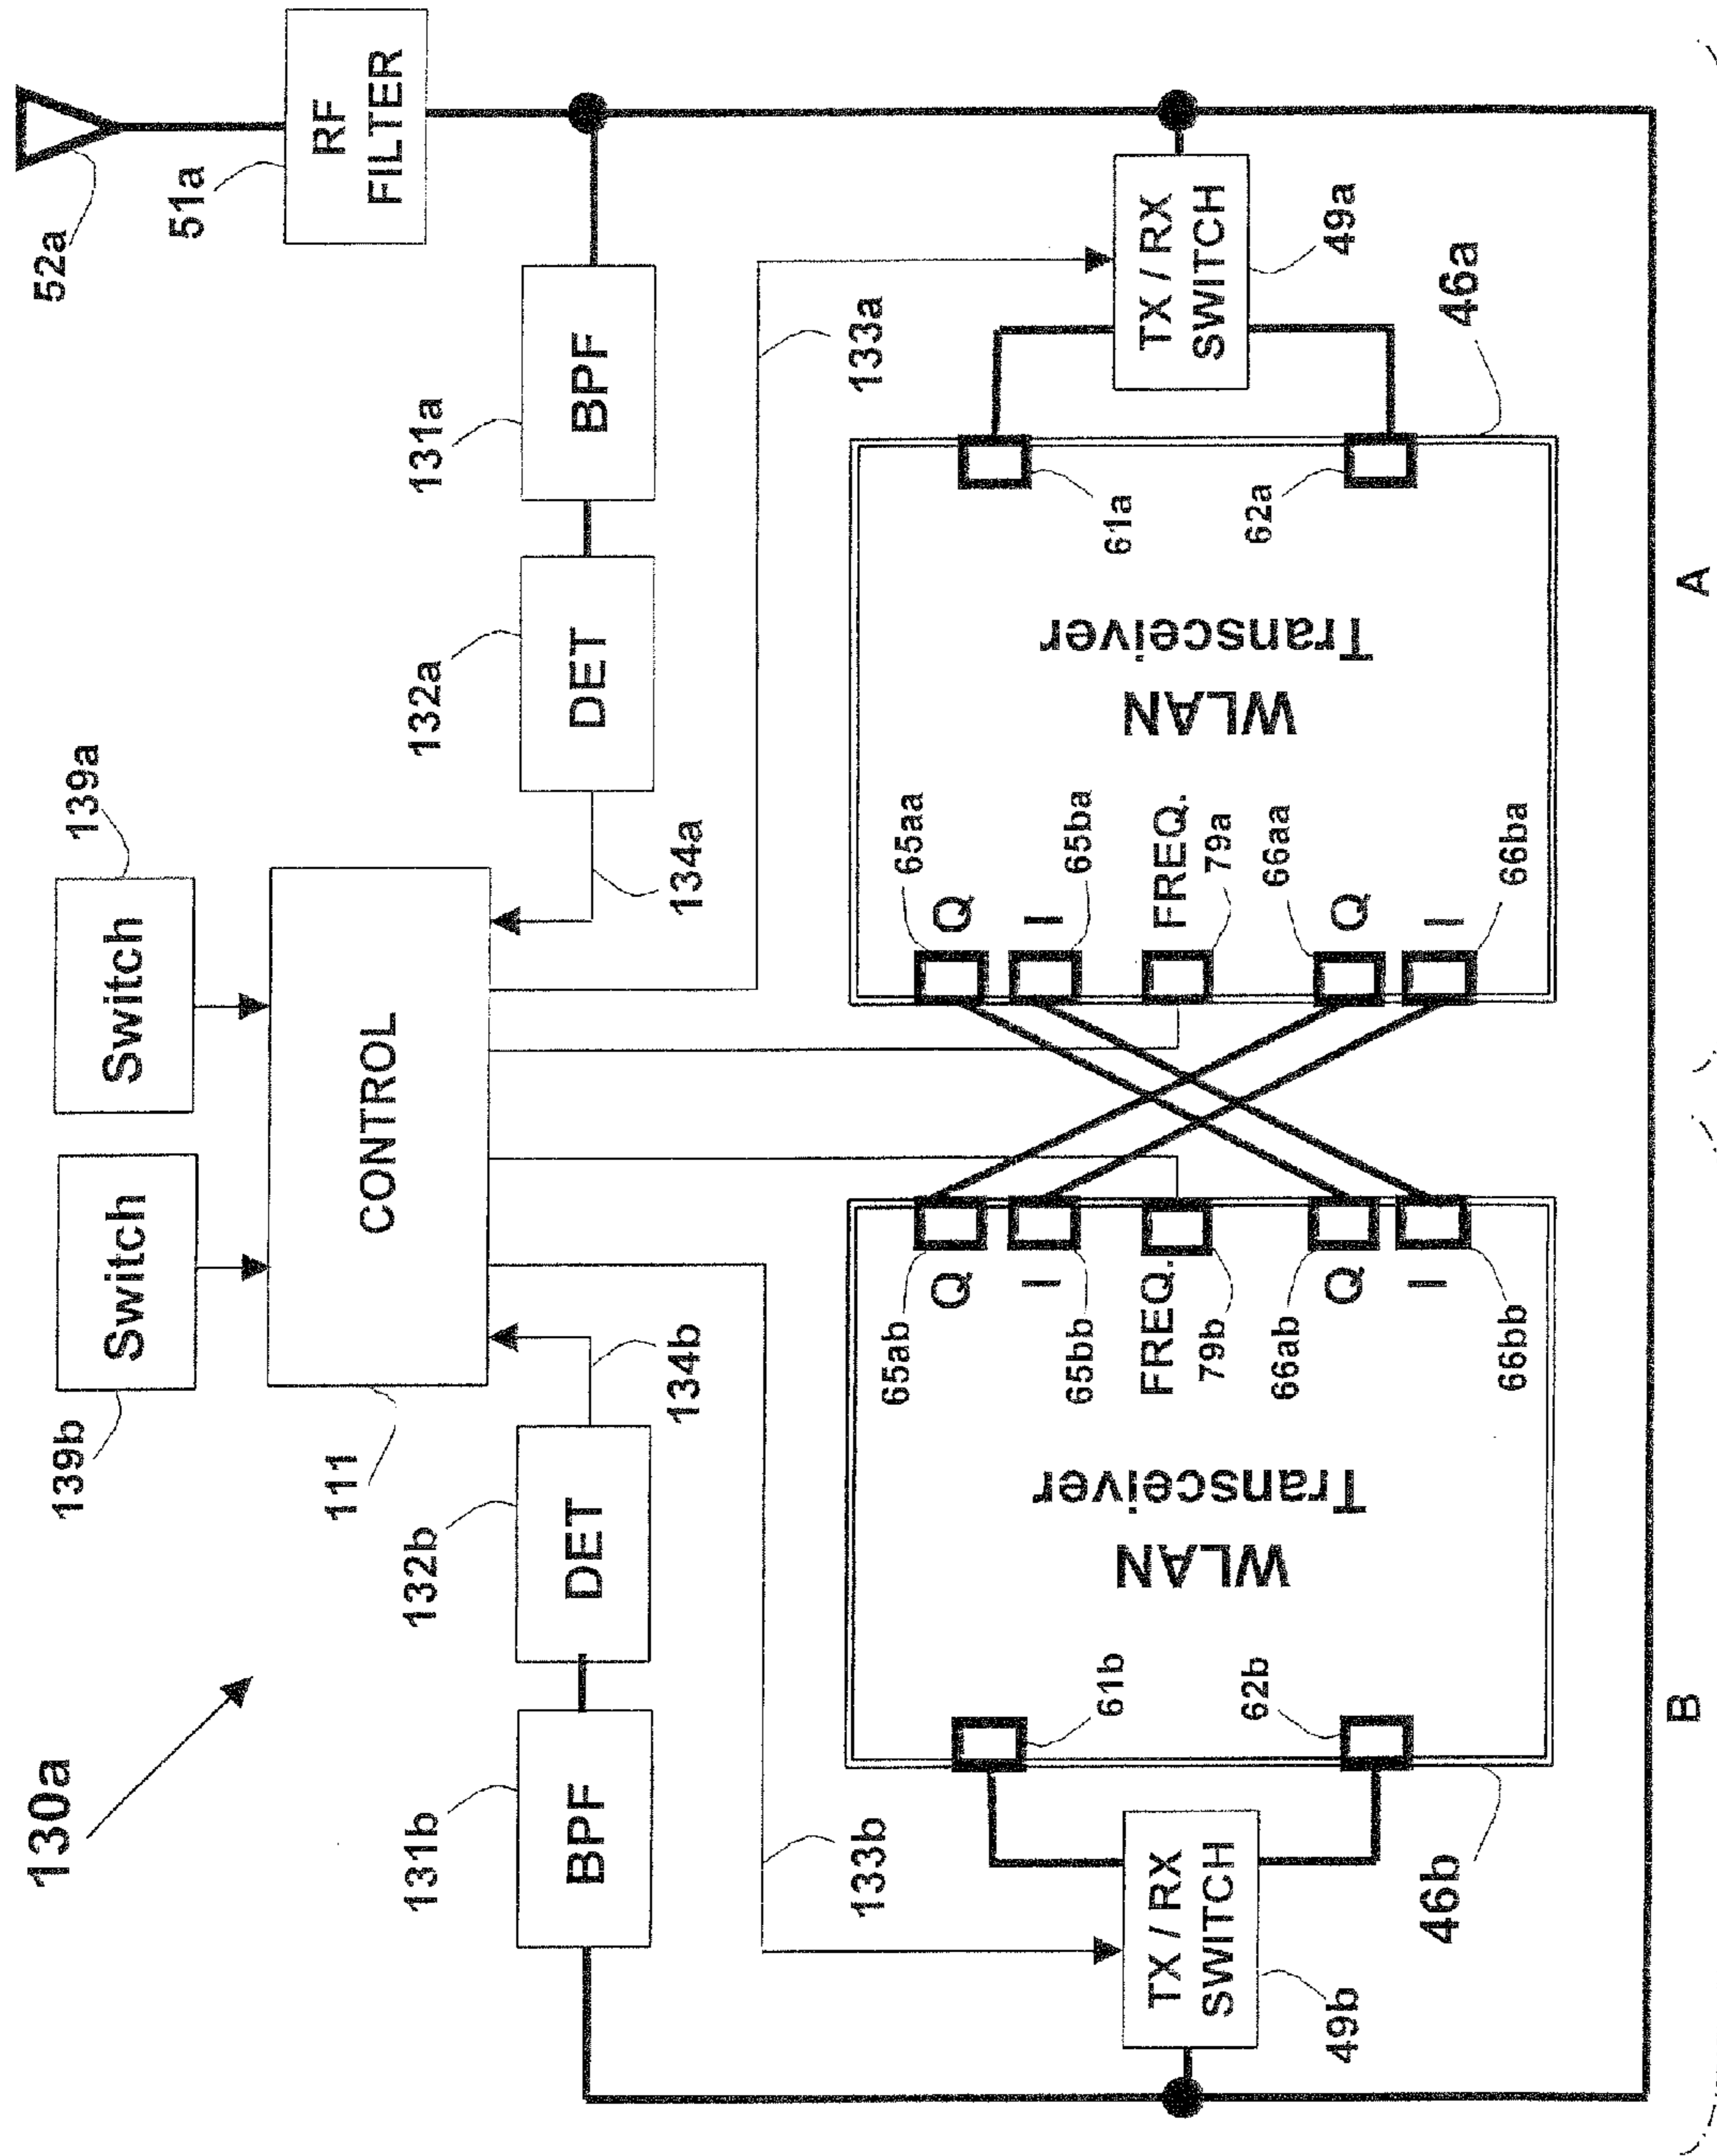 130a
139b
139a
Switch
Switch
52a
51a
RF
FILTER
111
CONTROL
131b
132b
132a
131a
BPF
DET
DET
BPF
134b
134a
133b
133a
TX / RX
SWITCH
49b
TX / RX
SWITCH
49a
61b
62b
46b
WLAN
Transceiver
65ab
Q
65bb
I
FREQ.
79b
66ab
Q
66bb
I
65aa
Q
65ba
I
FREQ.
79a
66aa
Q
66ba
I
WLAN
Transceiver
61a
62a
46a
B
A